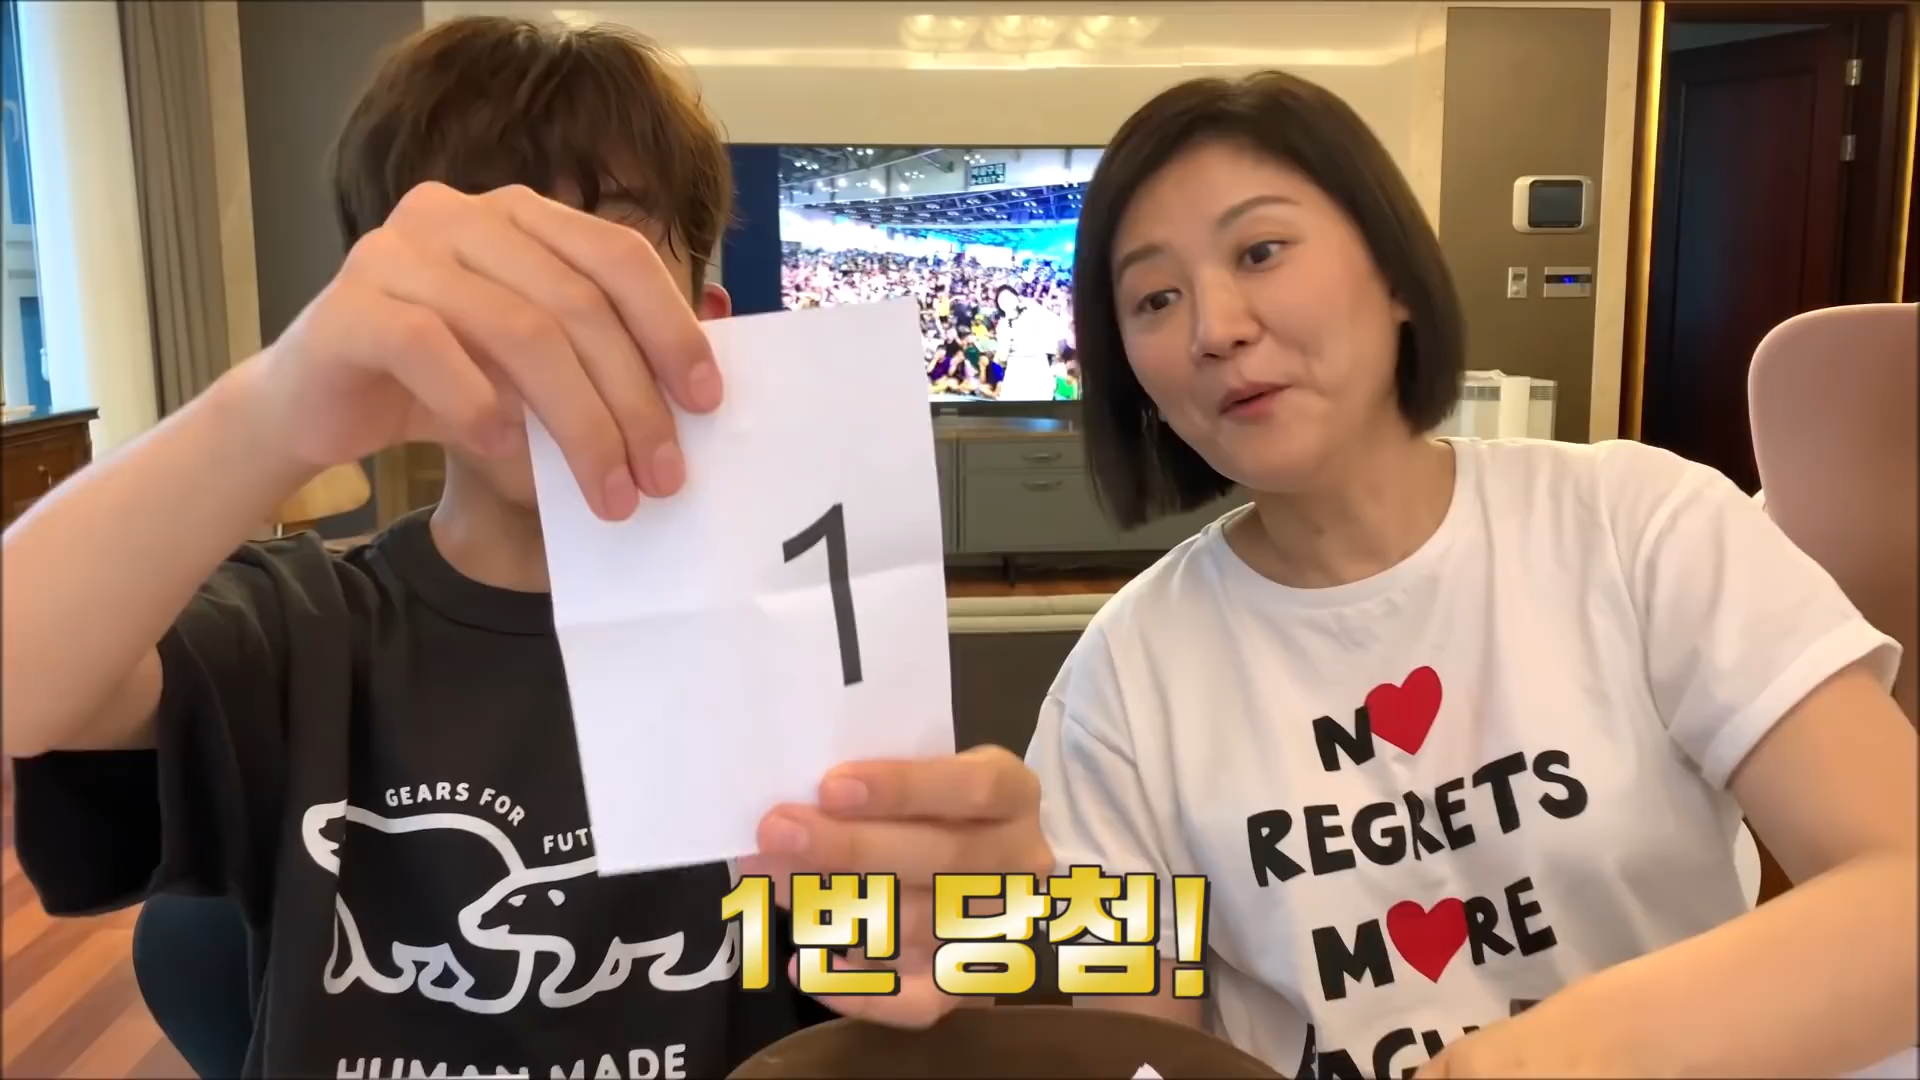 1
GEARS FOR
FUT
HUMAN MADE
NO
REGRETS
MORE
1번 당첨!